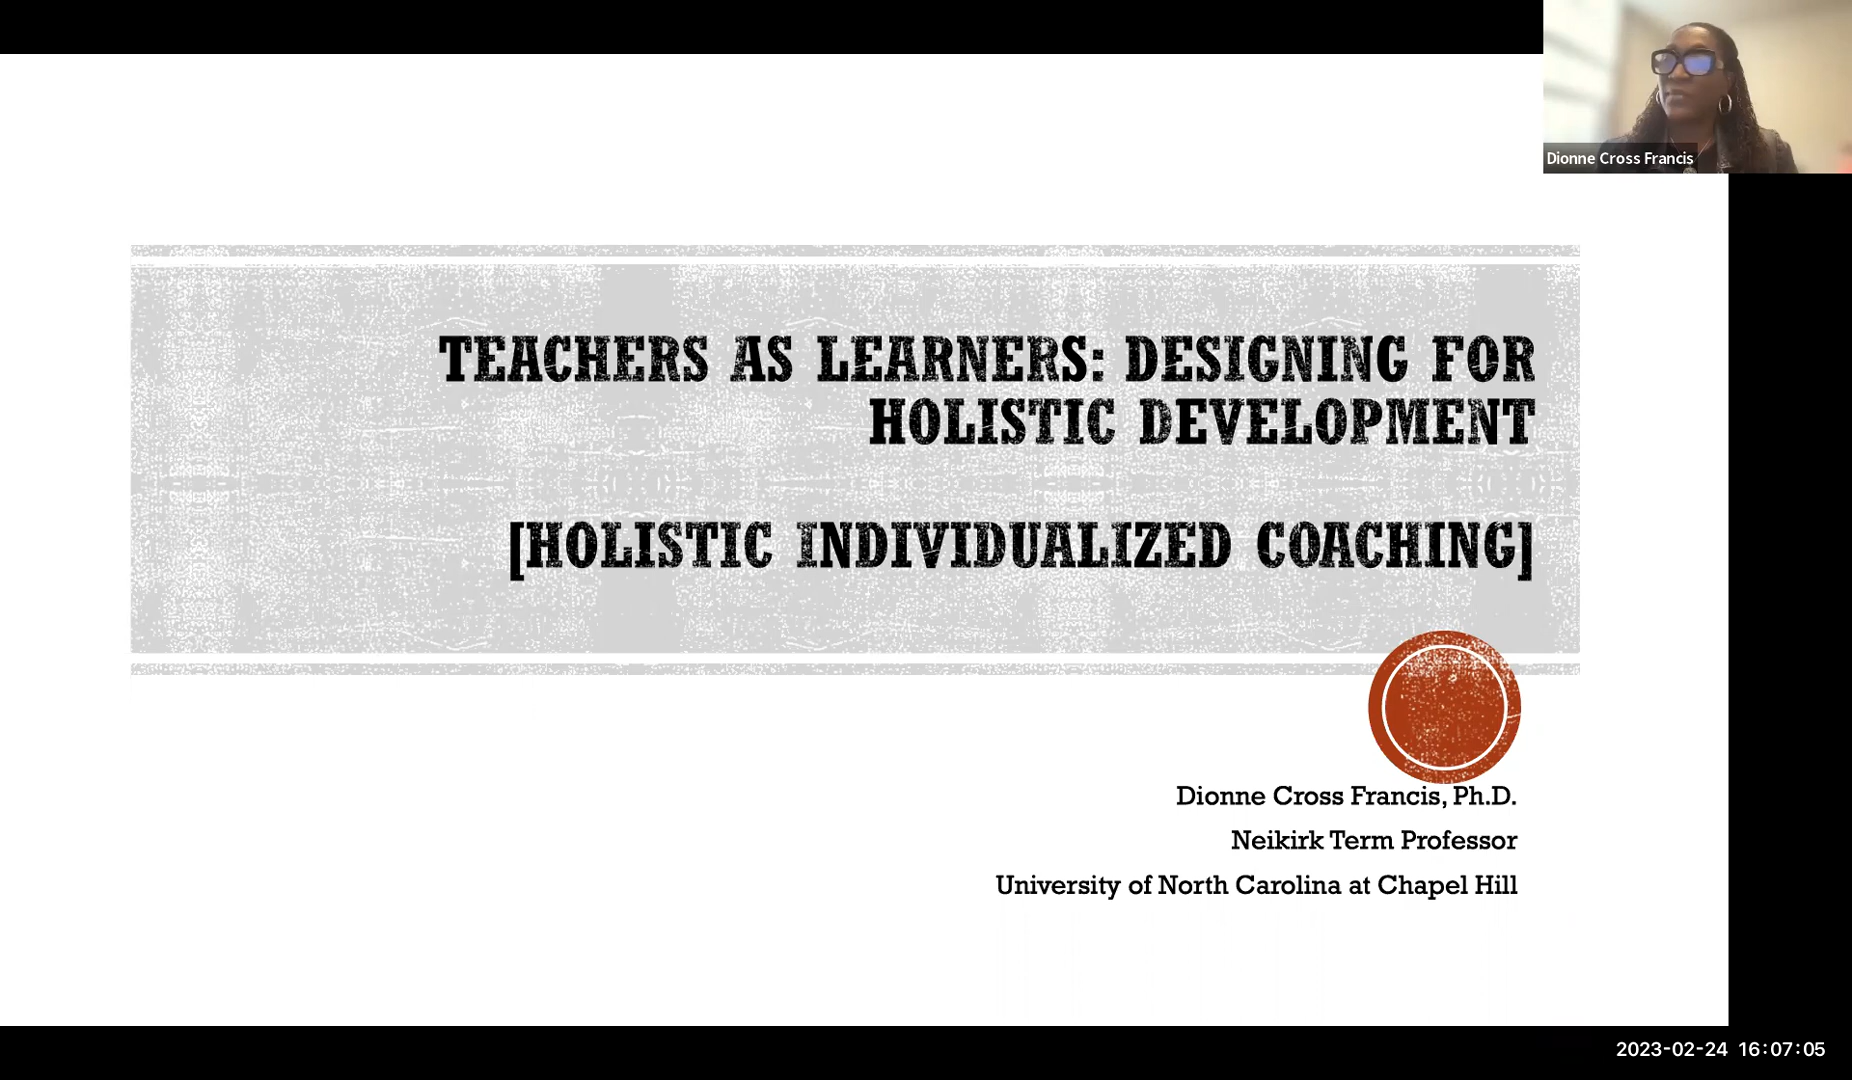 Dionne Cross Francis
TEACHERS AS LEARNERS: DESIGNING FOR
HOLISTIC DEVELOPMENT
[HOLISTIC INDIVIDUALIZED COACHING]
Dionne Cross Francis, Ph.D.
Neikirk Term Professor
University of North Carolina at Chapel Hill
2023-02-24 16:07:05